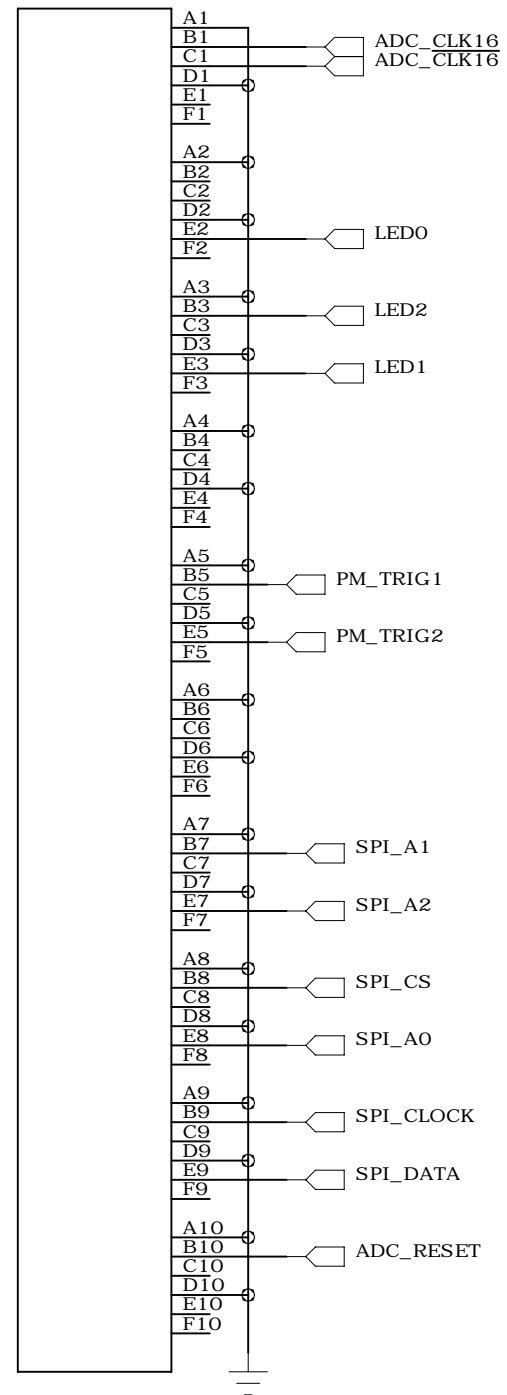 A1
B1 ADC_CLK16
C1 ADC_CLK16
D1
E1
F1
A2
B2
C2
D2
E2 LED0
F2
A3
B3 LED2
C3
D3
E3 LED1
F3
A4
B4
C4
D4
E4
F4
A5
B5 PM_TRIG1
C5
D5
E5 PM_TRIG2
F5
A6
B6
C6
D6
E6
F6
A7
B7 SPI_A1
C7
D7
E7 SPI_A2
F7
A8
B8 SPI_CS
C8
D8
E8 SPI_A0
F8
A9
B9 SPI_CLOCK
C9
D9
E9 SPI_DATA
F9
A10
B10 ADC_RESET
C10
D10
E10
F10